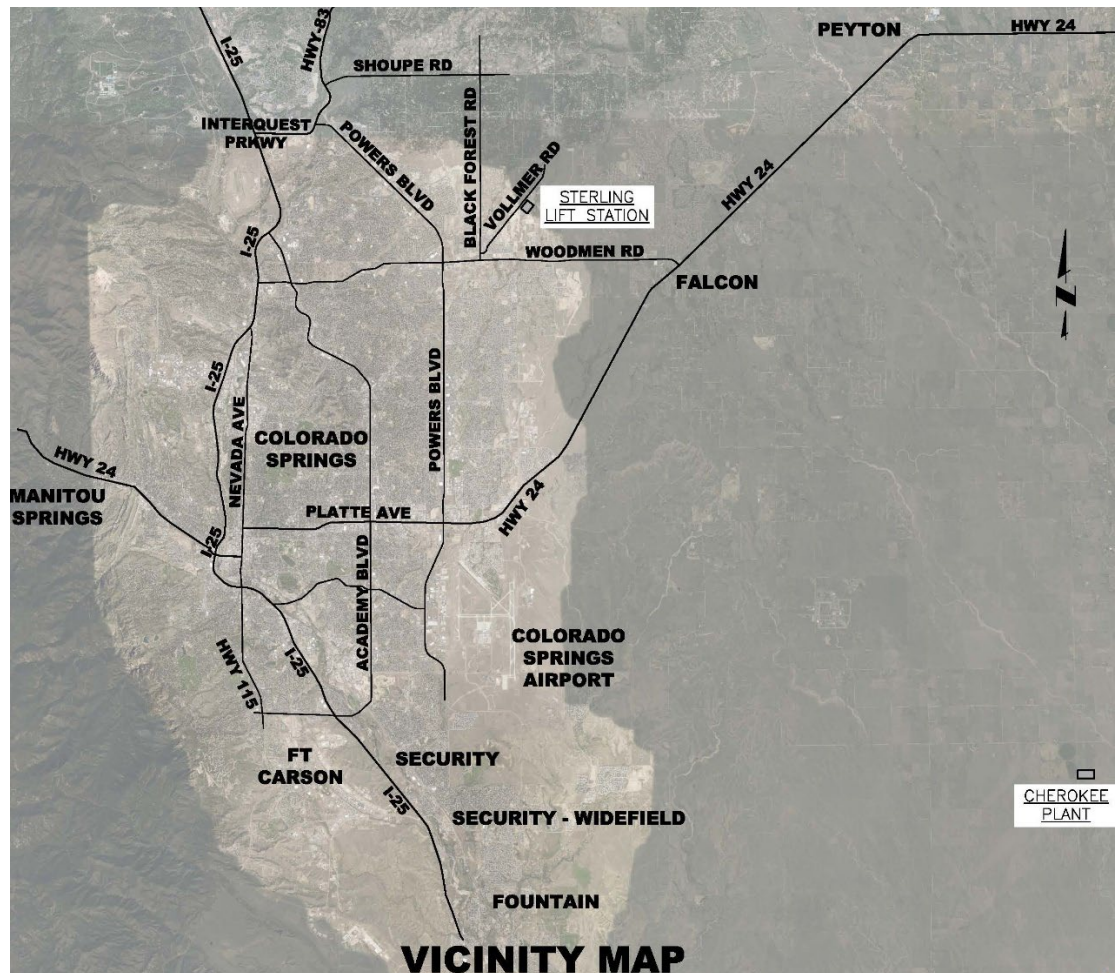 PEYTON
HWY 24
I-25
HWY-83
SHOUPE RD
INTERQUEST
PRKWY
POWERS BLVD
BLACK FOREST RD
VOLLMER RD
STERLING
LIFT STATION
HWY 24
I-25
WOODMEN RD
FALCON
N
I-25
NEVADA AVE
COLORADO
SPRINGS
POWERS BLVD
HWY 24
MANITOU
SPRINGS
PLATTE AVE
HWY 24
I-25
ACADEMY BLVD
COLORADO
SPRINGS
AIRPORT
HWY 115
I-25
FT
CARSON
SECURITY
I-25
SECURITY - WIDEFIELD
CHEROKEE
PLANT
FOUNTAIN
VICINITY MAP